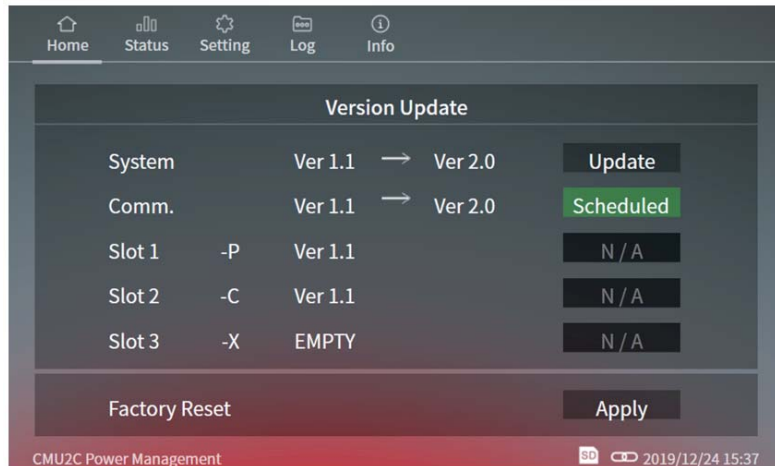 Home Status Setting Log Info
Version Update
System Ver 1.1 → Ver 2.0 Update
Comm. Ver 1.1 → Ver 2.0 Scheduled
Slot 1 -P Ver 1.1 N / A
Slot 2 -C Ver 1.1 N / A
Slot 3 -X EMPTY N / A
Factory Reset Apply
CMU2C Power Management SD 2019/12/24 15:37